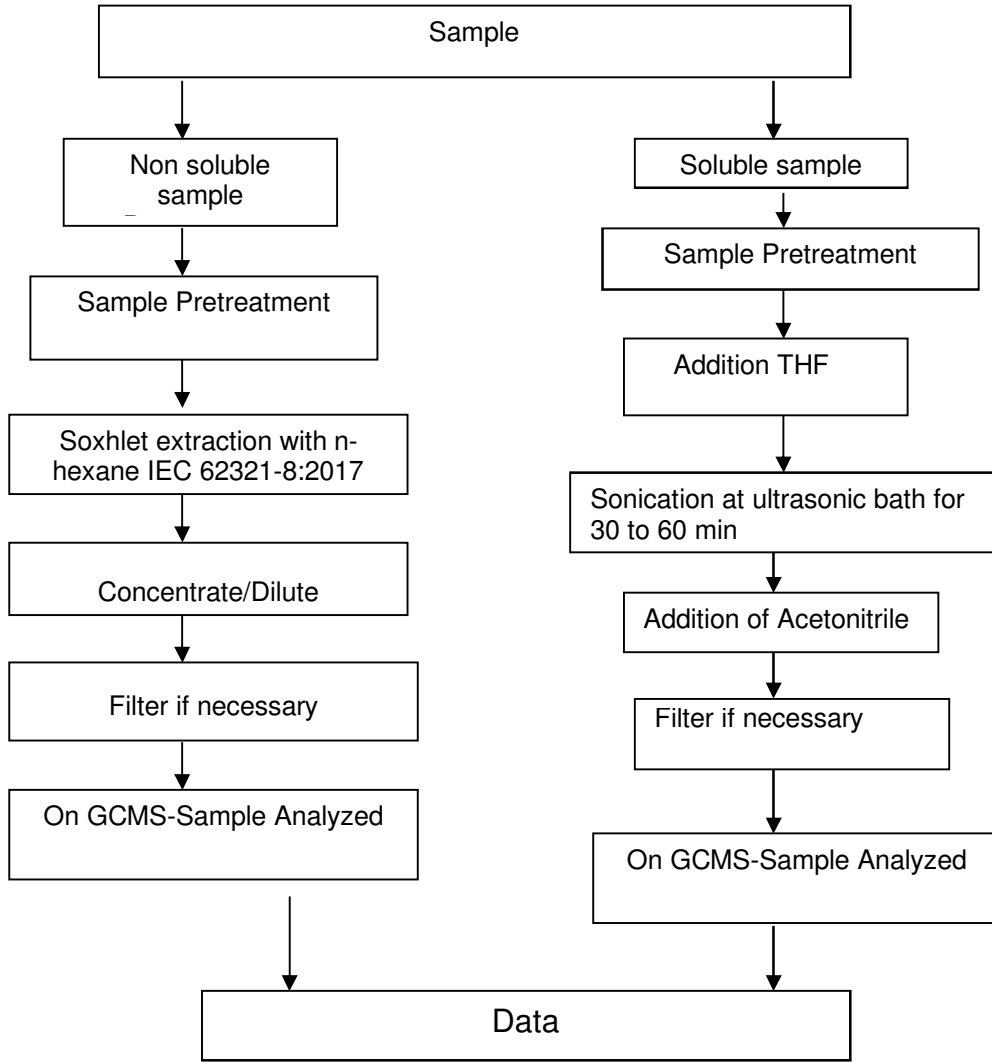 Sample
Non soluble
sample
Sample Pretreatment
Soxhlet extraction with n-
hexane IEC 62321-8:2017
Concentrate/Dilute
Filter if necessary
On GCMS-Sample Analyzed
Soluble sample
Sample Pretreatment
Addition THF
Sonication at ultrasonic bath for
30 to 60 min
Addition of Acetonitrile
Filter if necessary
On GCMS-Sample Analyzed
Data